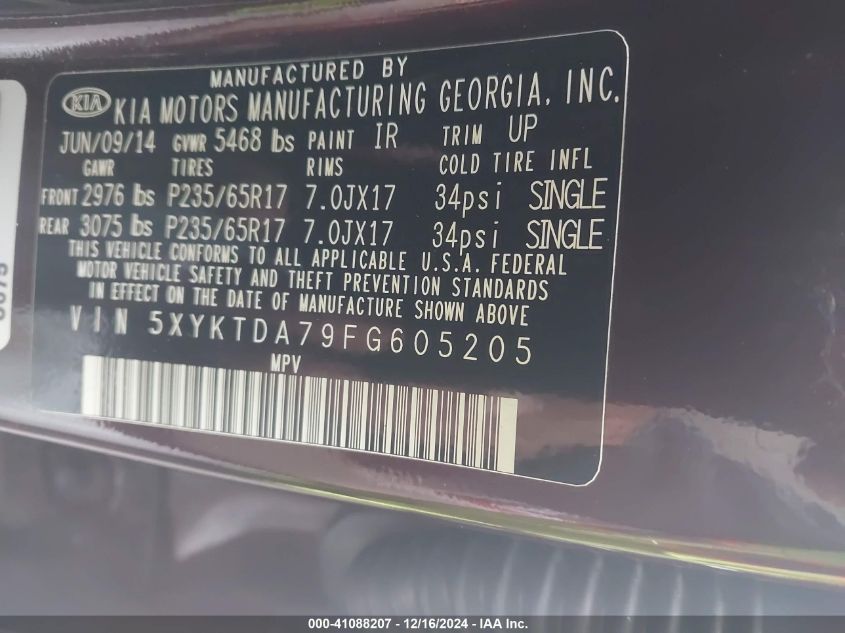 MANUFACTURED BY
KIA KIA MOTORS MANUFACTURING GEORGIA, INC.
JUN/09/14 GVWR 5468 lbs PAINT IR TRIM UP
GAWR TIRES RIMS COLD TIRE INFL
FRONT 2976 lbs P235/65R17 7.0JX17 34psi SINGLE
REAR 3075 lbs P235/65R17 7.0JX17 34psi SINGLE
THIS VEHICLE CONFORMS TO ALL APPLICABLE U.S.A. FEDERAL
MOTOR VEHICLE SAFETY AND THEFT PREVENTION STANDARDS
IN EFFECT ON THE DATE OF MANUFACTURE SHOWN ABOVE
VIN 5XYKTDA79FG605205
MPV
000-41088207 - 12/16/2024 - IAA Inc.